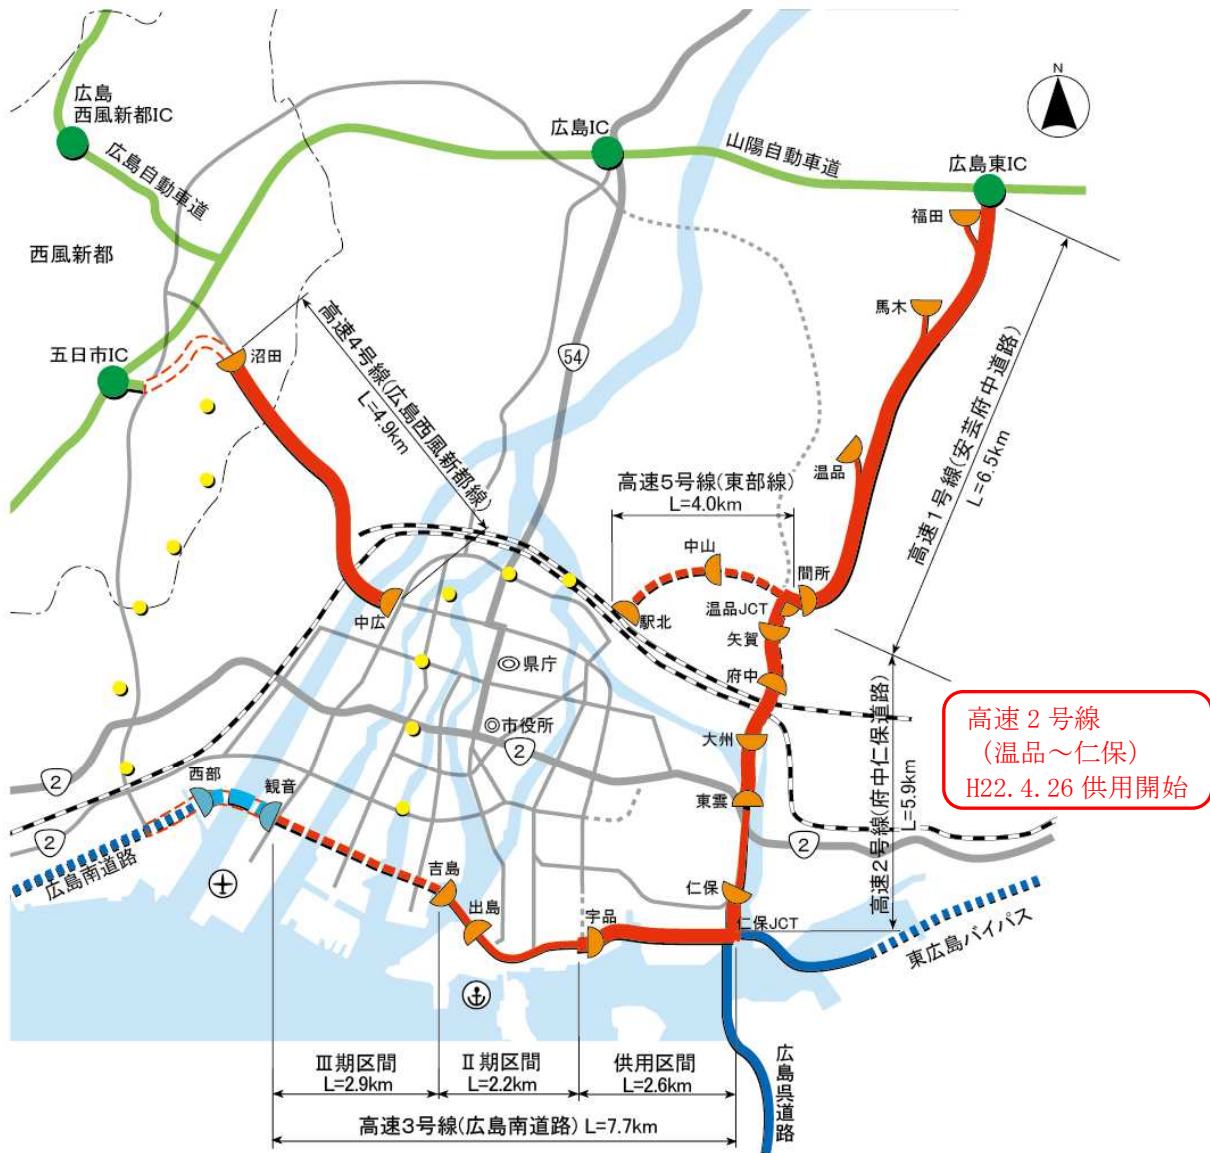 N
広島
西風新都IC
広島IC
山陽自動車道
広島東IC
広島自動車道
福田
西風新都
馬木
高速4号線(広島西風新都線)
L=4.9km
五日市IC
沼田
54
高速1号線(安芸府中道路)
L=6.5km
温品
高速5号線(東部線)
L=4.0km
中山
間所
駅北
温品JCT
中広
矢賀
県庁
府中
市役所
2
大州
高速2号線(府中仁保道路)
L=5.9km
高速2号線
(温品～仁保)
H22.4.26供用開始
2
西部
観音
東雲
2
2
広島南道路
吉島
仁保
出島
宇品
仁保JCT
東広島バイパス
Ⅲ期区間
L=2.9km
Ⅱ期区間
L=2.2km
供用区間
L=2.6km
広島県道路
高速3号線(広島南道路) L=7.7km